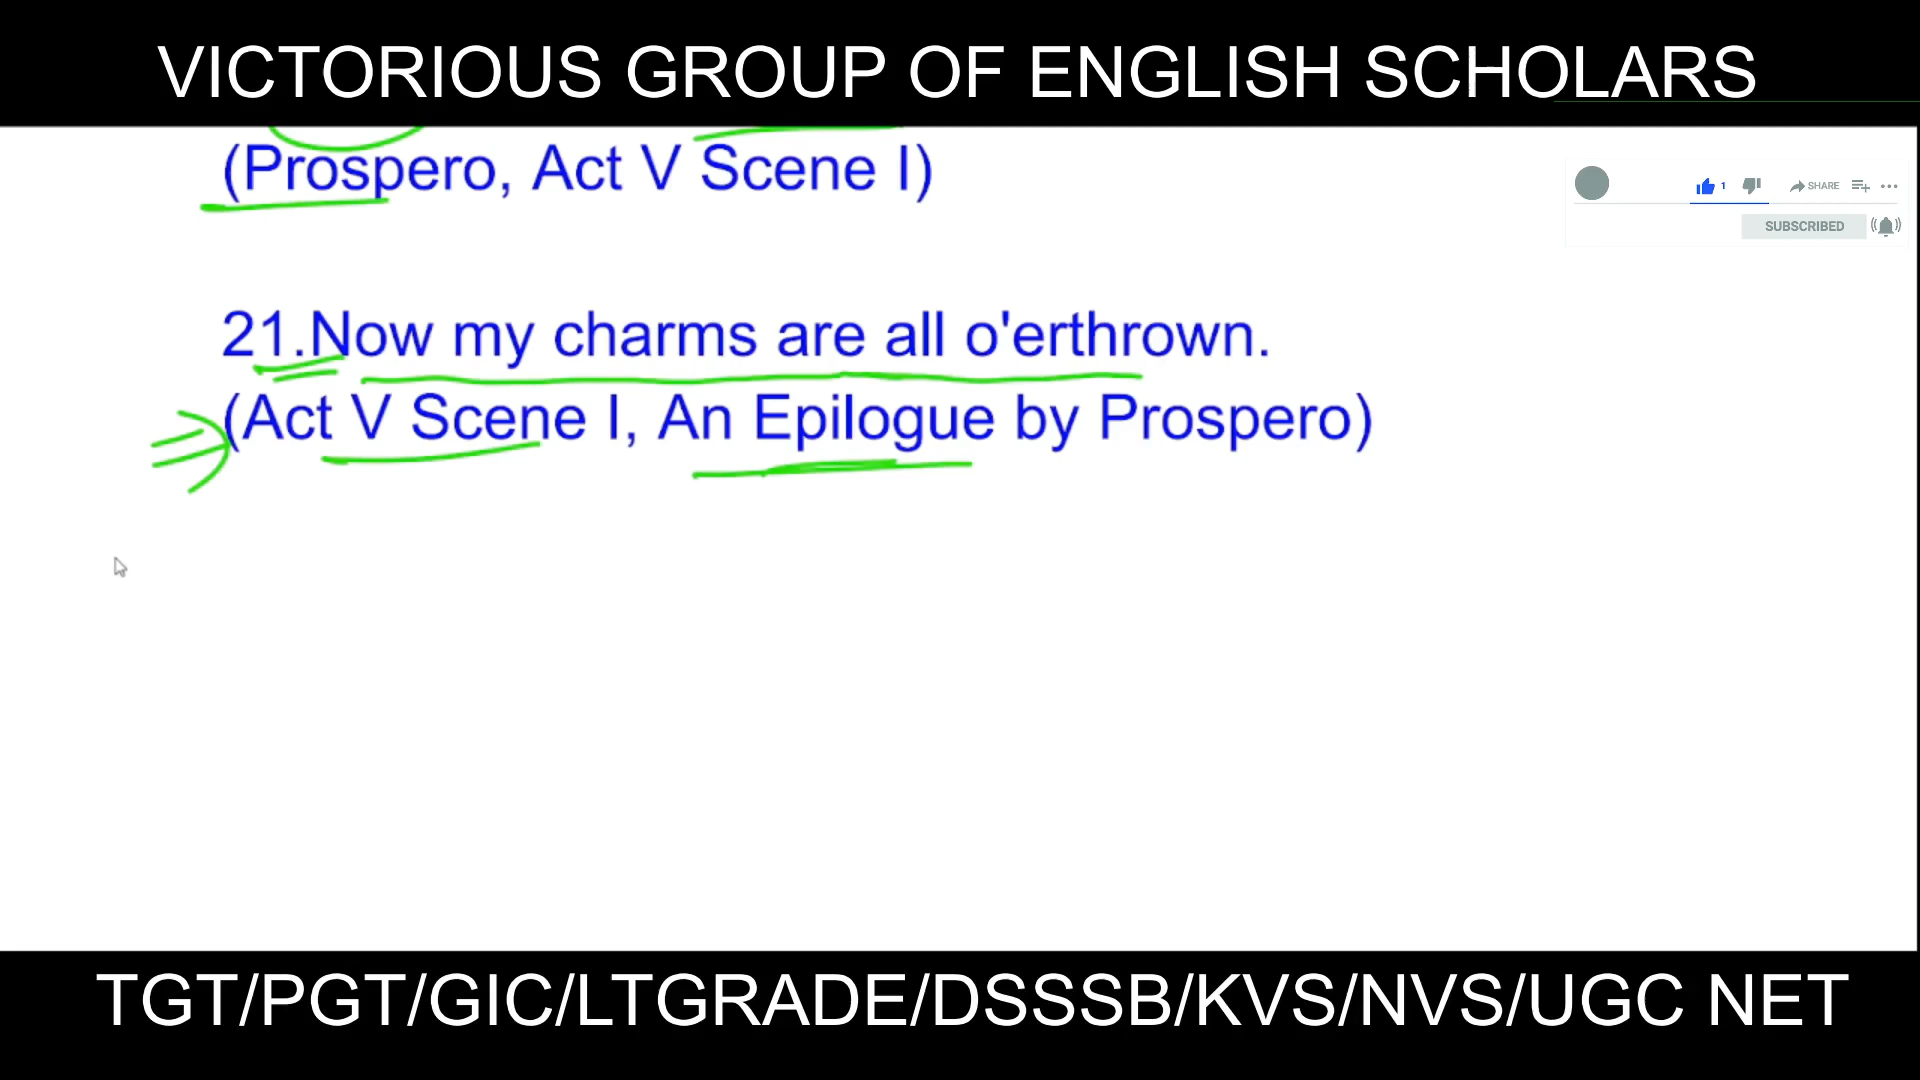 VICTORIOUS GROUP OF ENGLISH SCHOLARS
(Prospero, Act V Scene I)
1 SHARE
SUBSCRIBED
21.Now my charms are all o'erthrown.
(Act V Scene I, An Epilogue by Prospero)
TGT/PGT/GIC/LTGRADE/DSSSB/KVS/NVS/UGC NET